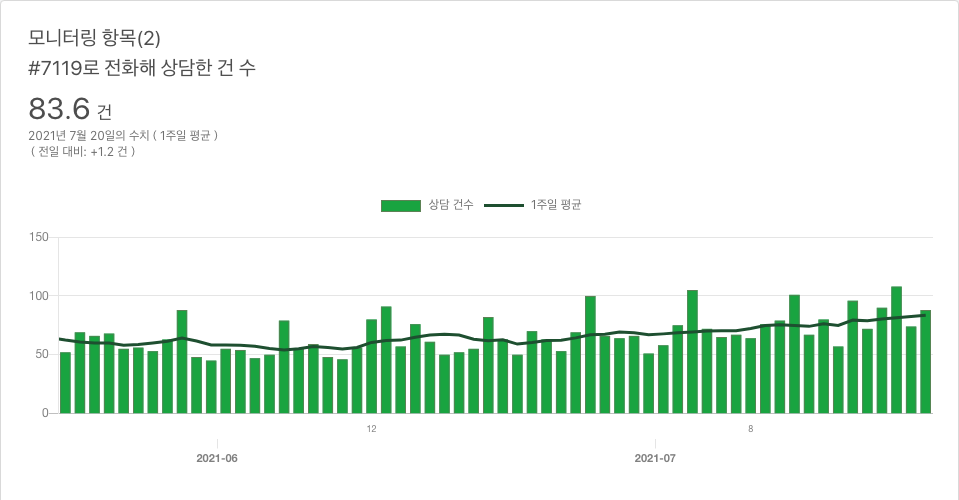 모니터링 항목(2)
#7119로 전화해 상담한 건 수
83.6 건
2021년 7월 20일의 수치 ( 1주일 평균 )
( 전일 대비: +1.2 건 )
상담 건수 1주일 평균
150
100
50
0
12 8
2021-06 2021-07